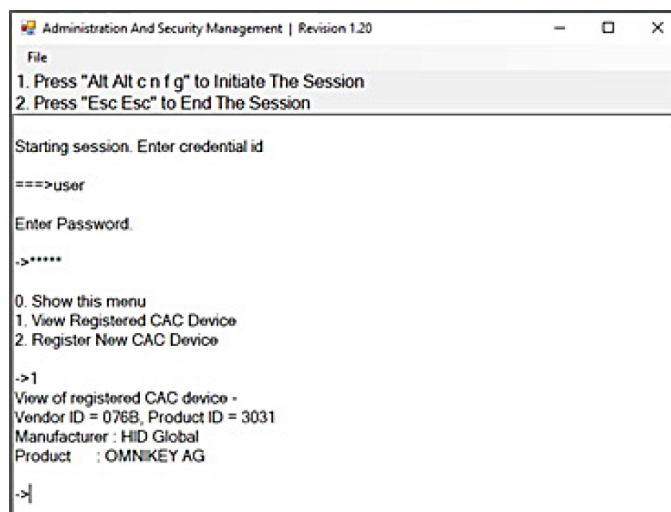 Administration And Security Management | Revision 1.20
File
1. Press "Alt Alt c n f g" to Initiate The Session
2. Press "Esc Esc" to End The Session
Starting session. Enter credential id
===>user
Enter Password.
->*****
0. Show this menu
1. View Registered CAC Device
2. Register New CAC Device
->1
View of registered CAC device -
Vendor ID = 076B, Product ID = 3031
Manufacturer : HID Global
Product : OMNIKEY AG
->